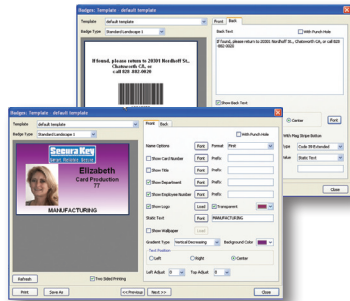 Badges: Template - default template
Template default template
Badge Type Standard Landscape 1
Front Back
Back Text With Punch Hole
If found, please return to 20301 Nordhoff St., Chatsworth CA, or call 828 -882-0020
If found, please return to 20301 Nordhoff St.,
Chatsworth CA, or
call 828 -882-0020
Show Back Text
Center Font
With Mag Stripe Button
Type Code 39 Extended
Value Static Text
Close
Badges: Template - default template
Template default template
Badge Type Standard Landscape 1
Front Back
With Punch Hole
Secura Key
Elizabeth
Card Production
77
MANUFACTURING
Name Options Font Format First
Show Card Number Font Prefix
Show Title Font Prefix
Show Department Font Prefix
Show Employee Number Font Prefix
Show Logo Load Transparent
Static Text Font MANUFACTURING
Show Wallpaper Load
Gradient Type Vertical Decreasing Background Color
Text Position
Left Right Center
Left Adjust 0 Top Adjust 0
Refresh Two Sided Printing
Print Save As << Previous Next >> Close